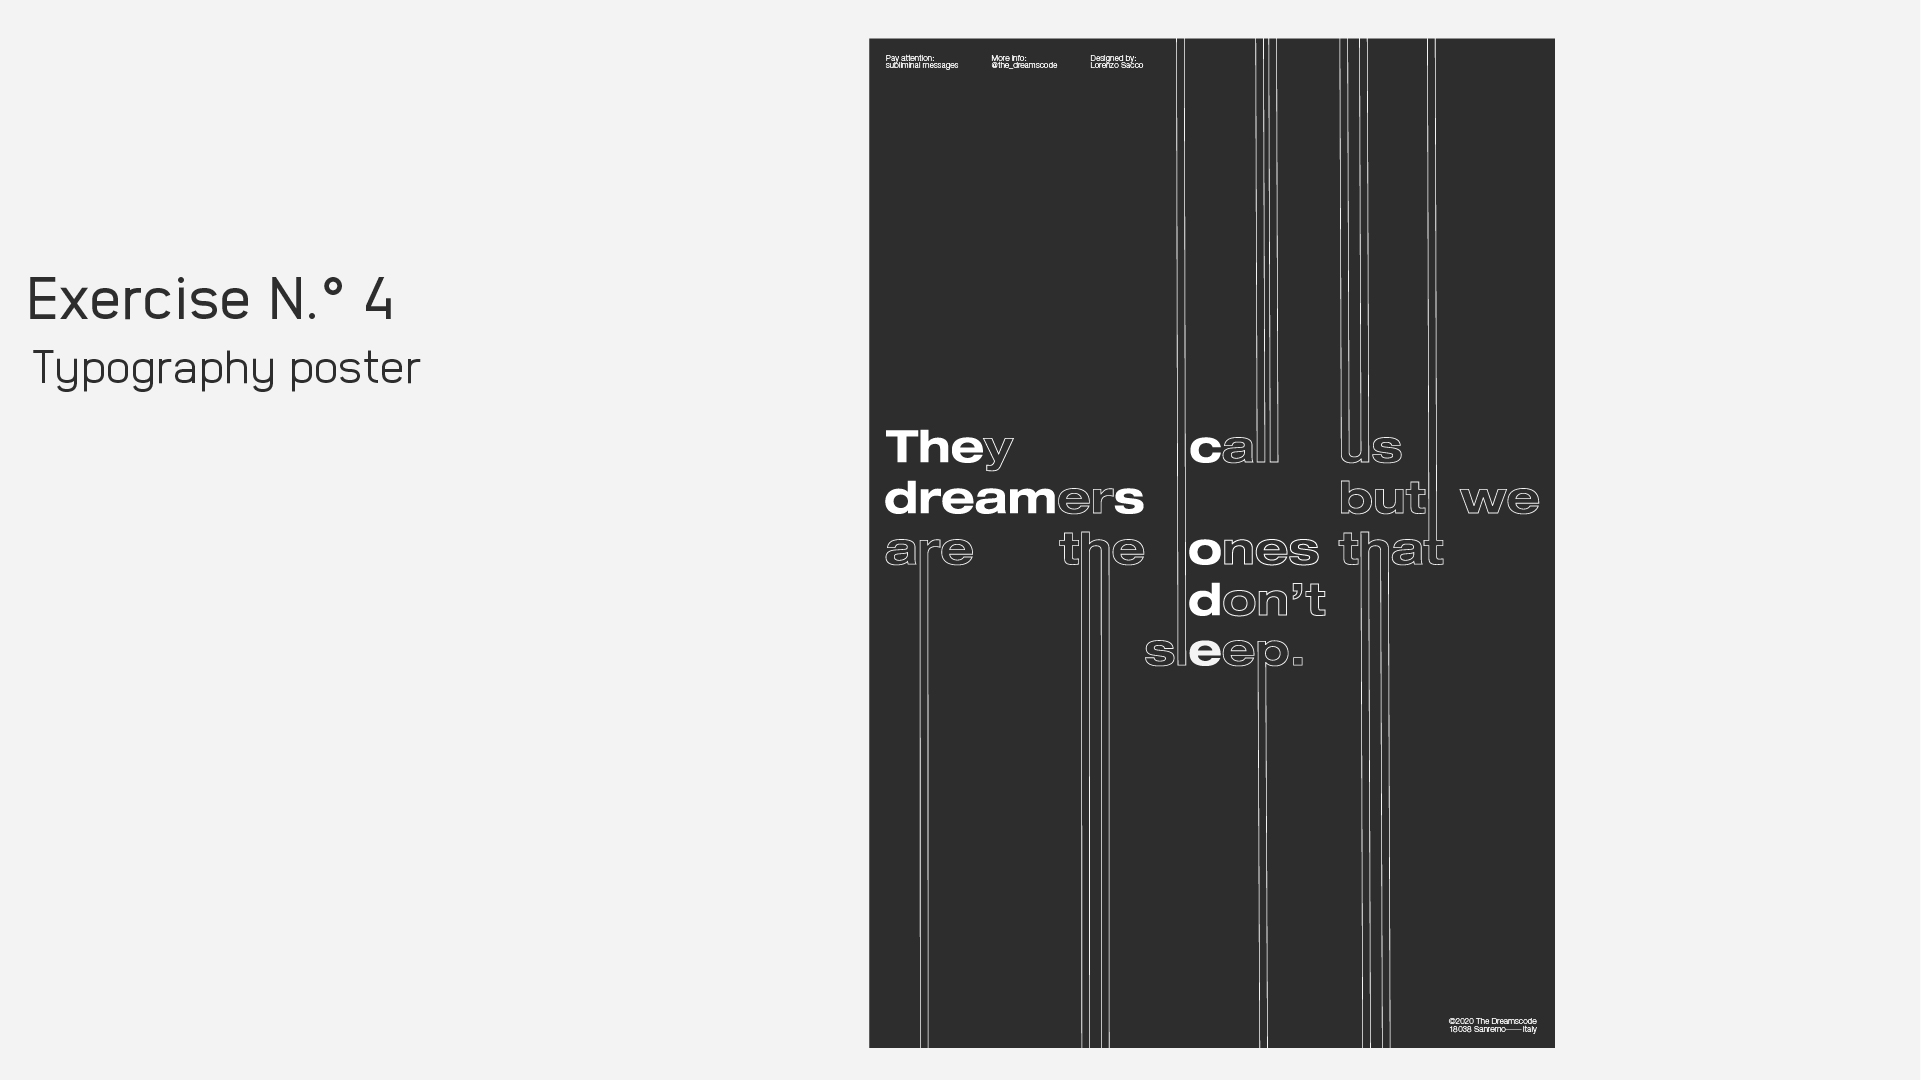 Exercise N.° 4
Typography poster
Pay attention:
subliminal messages
More info:
@the_dreamscode
Designed by:
Lorenzo Sacco
They call us
dreamers but we
are the ones that
don’t
sleep.
©2020 The Dreamscode
18038 Sanremo——Italy